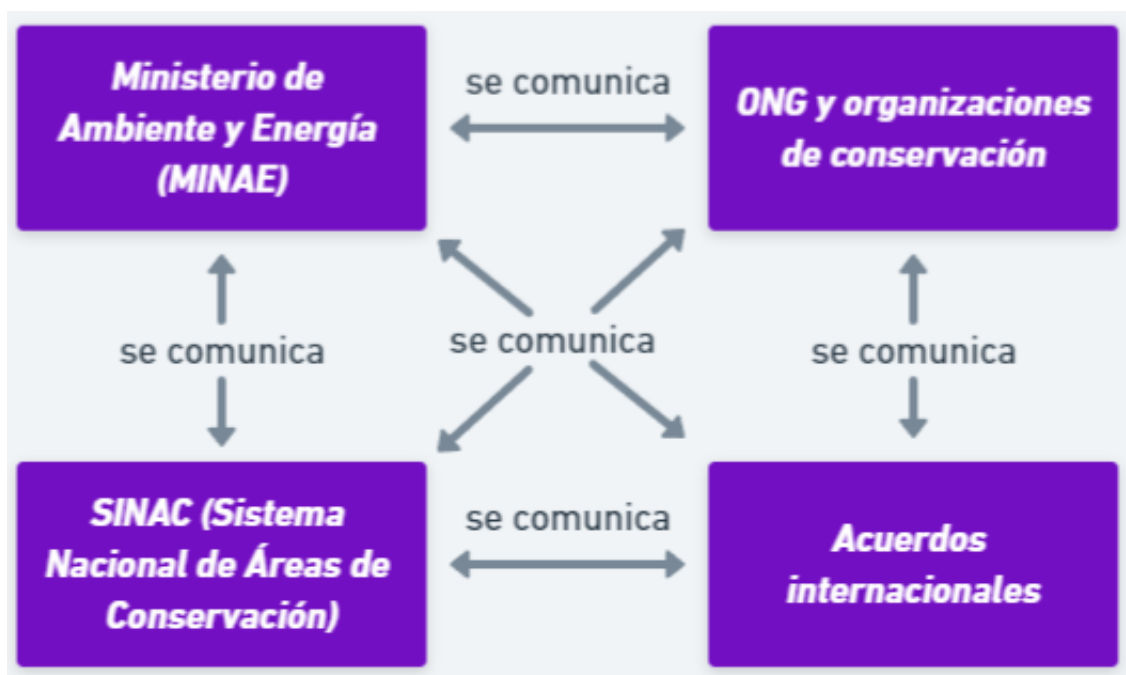 Ministerio de
Ambiente y Energía
(MINAE)
se comunica
ONG y organizaciones
de conservación
se comunica
se comunica
se comunica
SINAC (Sistema
Nacional de Áreas de
Conservación)
se comunica
Acuerdos
internacionales